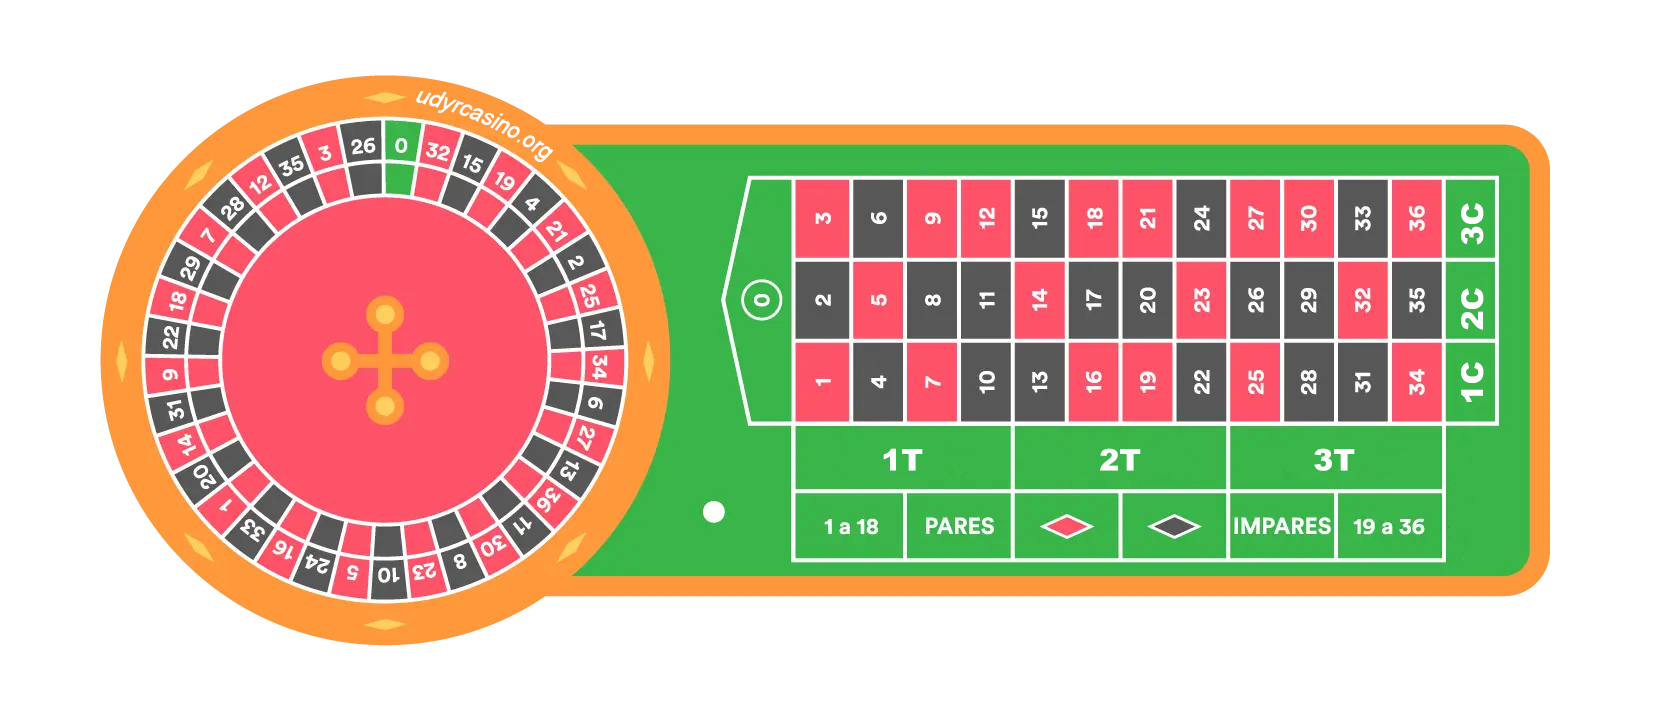 udyrcasino.org
0 32 15 19 4 21 2 25 17 34 6 27 13 36 11 30 8 23 10 5 24 16 33 1 20 14 31 9 22 18 29 7 28 12 35 3 26
0
3 6 9 12 15 18 21 24 27 30 33 36 3C
2 5 8 11 14 17 20 23 26 29 32 35 2C
1 4 7 10 13 16 19 22 25 28 31 34 1C
1T 2T 3T
1 a 18 PARES IMPARES 19 a 36